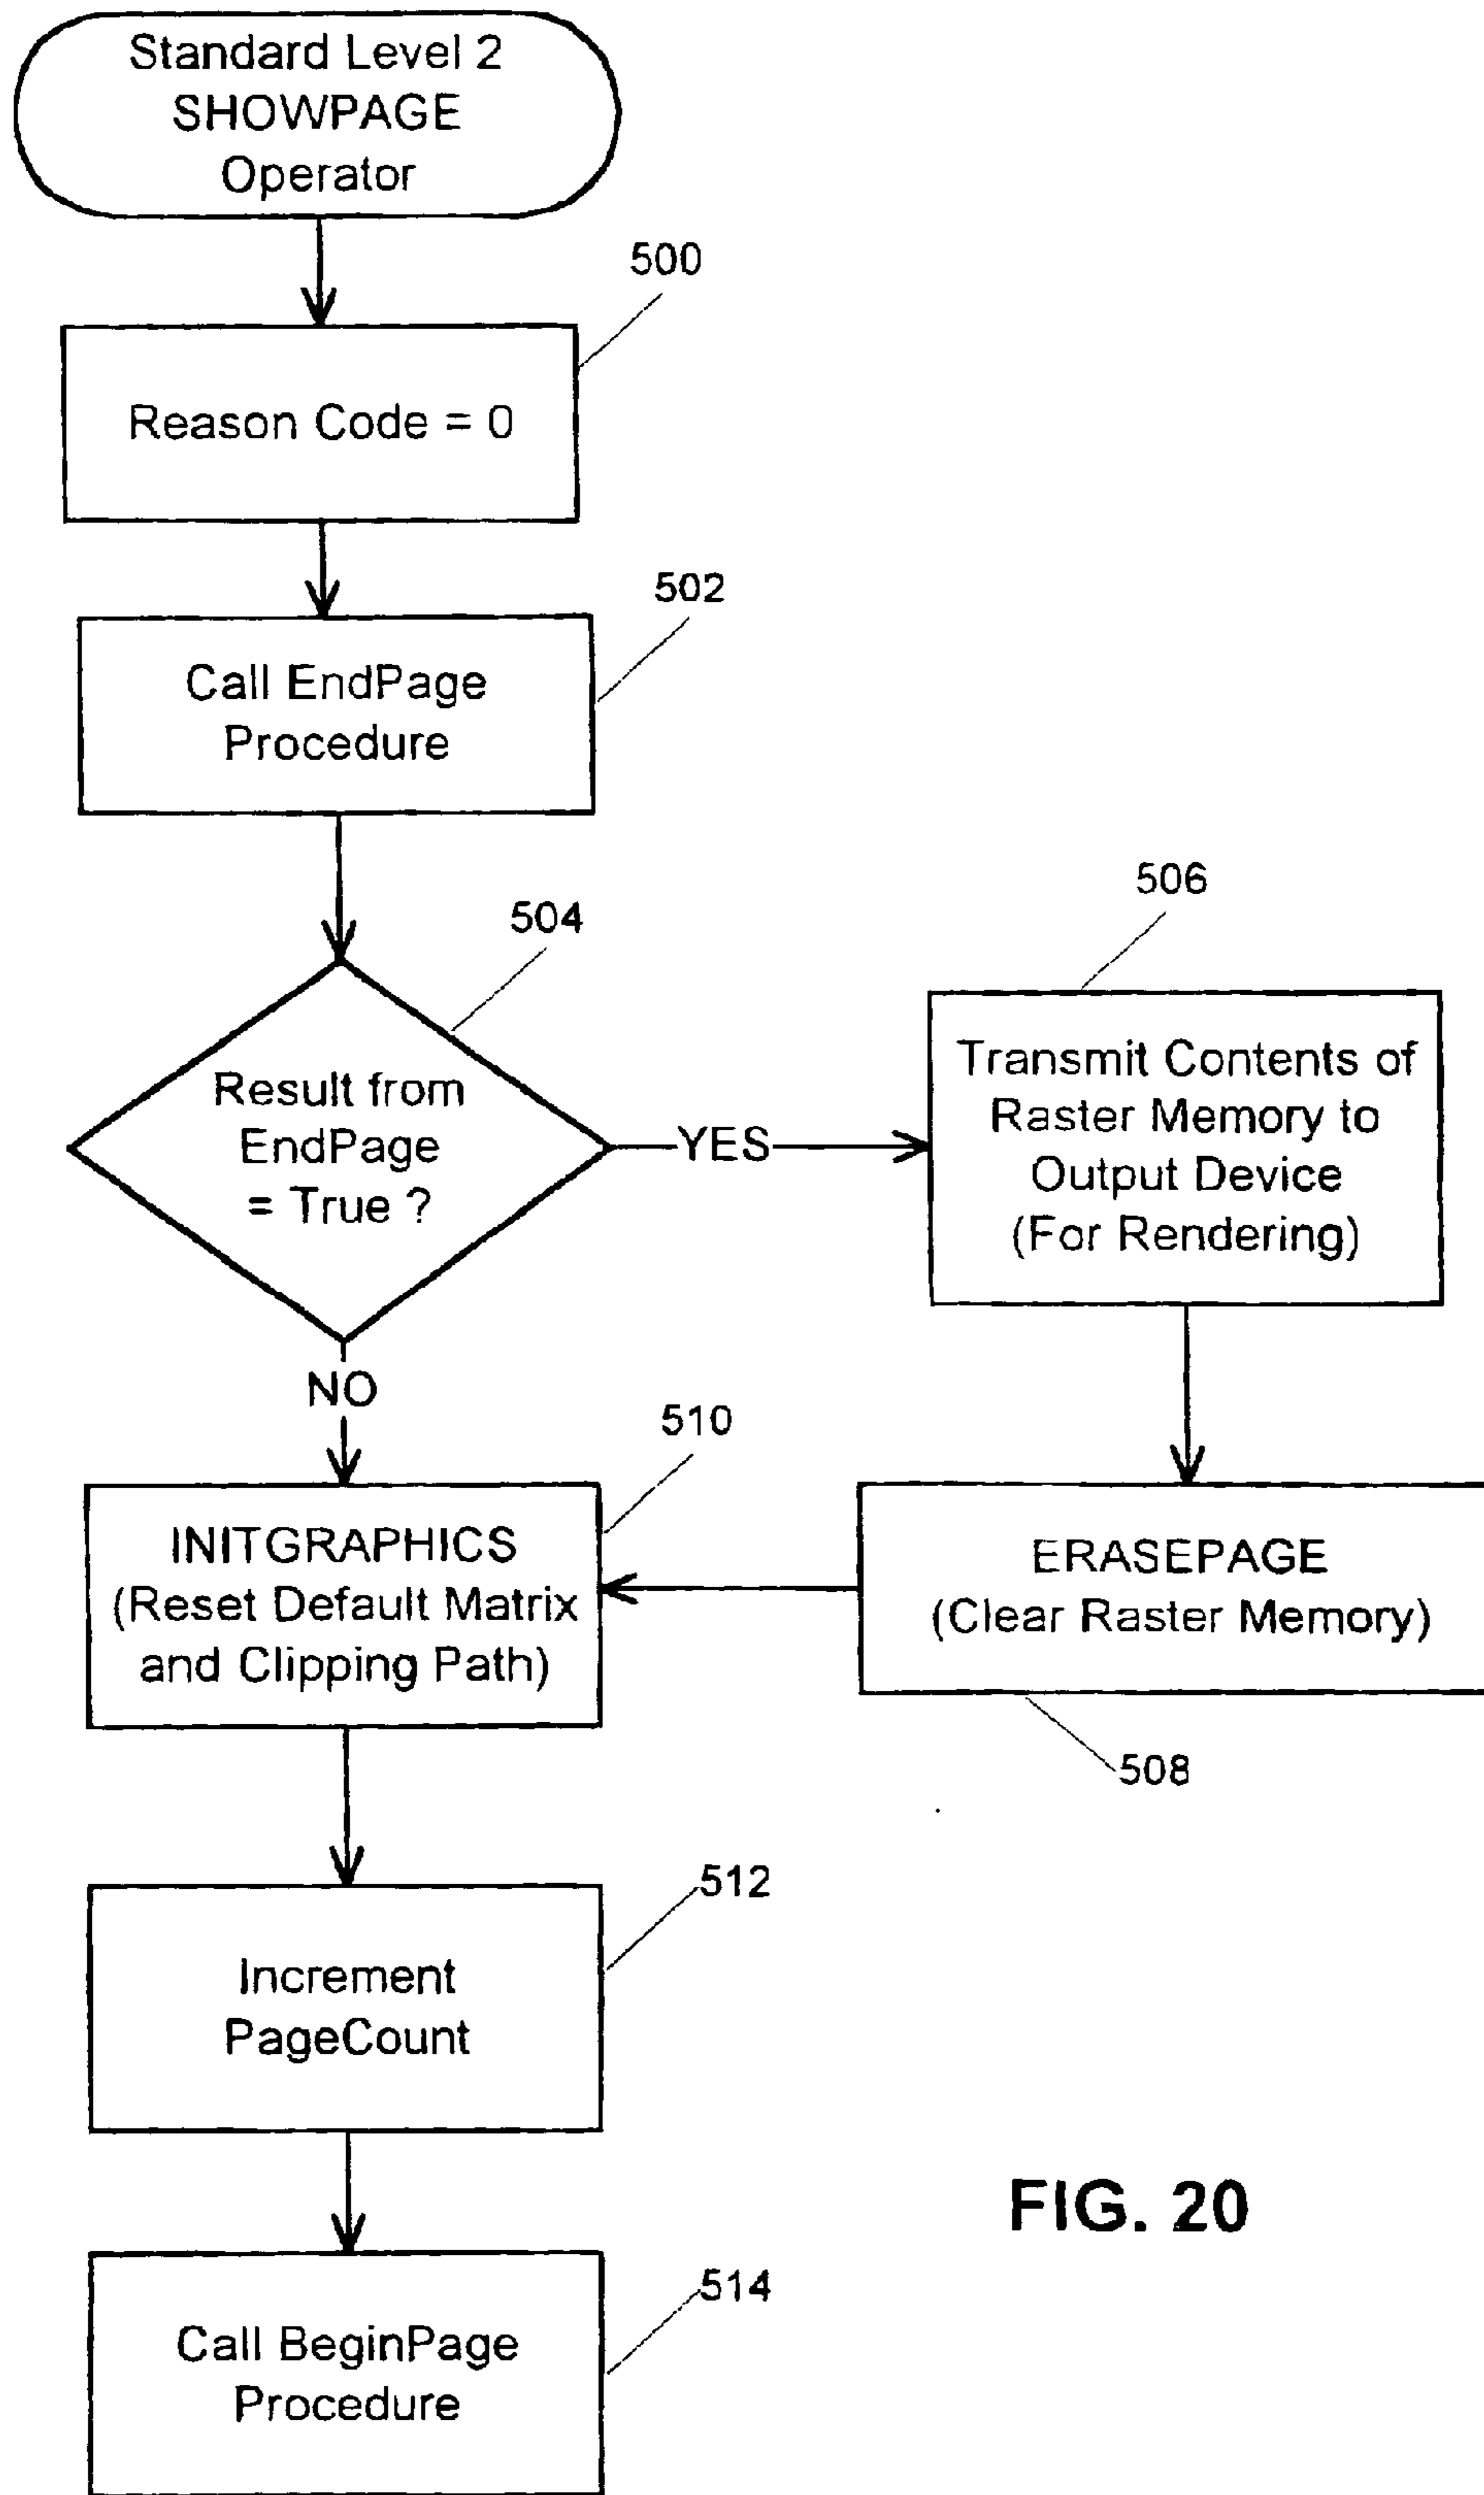 Standard Level 2
SHOWPAGE
Operator
500
Reason Code = 0
502
Call EndPage
Procedure
504
Result from
EndPage
= True ?
YES
506
Transmit Contents of
Raster Memory to
Output Device
(For Rendering)
NO
510
INITGRAPHICS
(Reset Default Matrix
and Clipping Path)
ERASEPAGE
(Clear Raster Memory)
508
512
Increment
PageCount
FIG. 20
514
Call BeginPage
Procedure